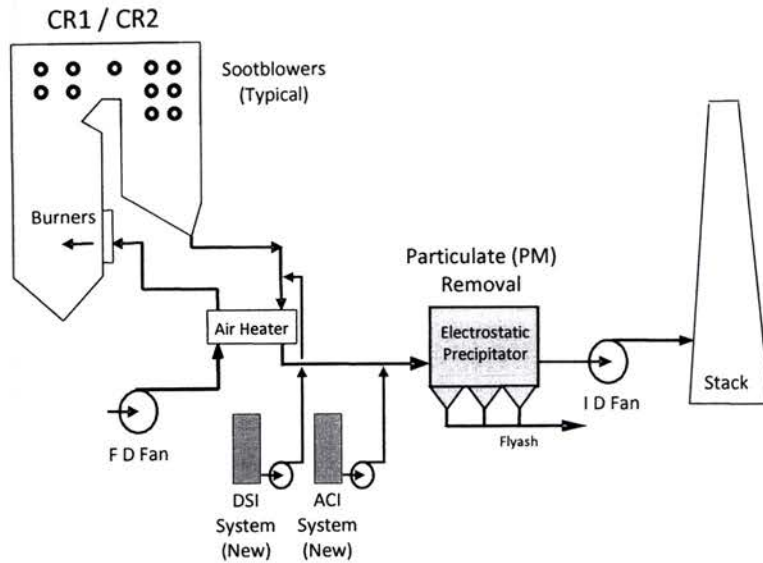 CR1 / CR2
Sootblowers
(Typical)
Burners
Air Heater
F D Fan
DSI
System
(New)
ACI
System
(New)
Particulate (PM)
Removal
Electrostatic
Precipitator
Flyash
I D Fan
Stack